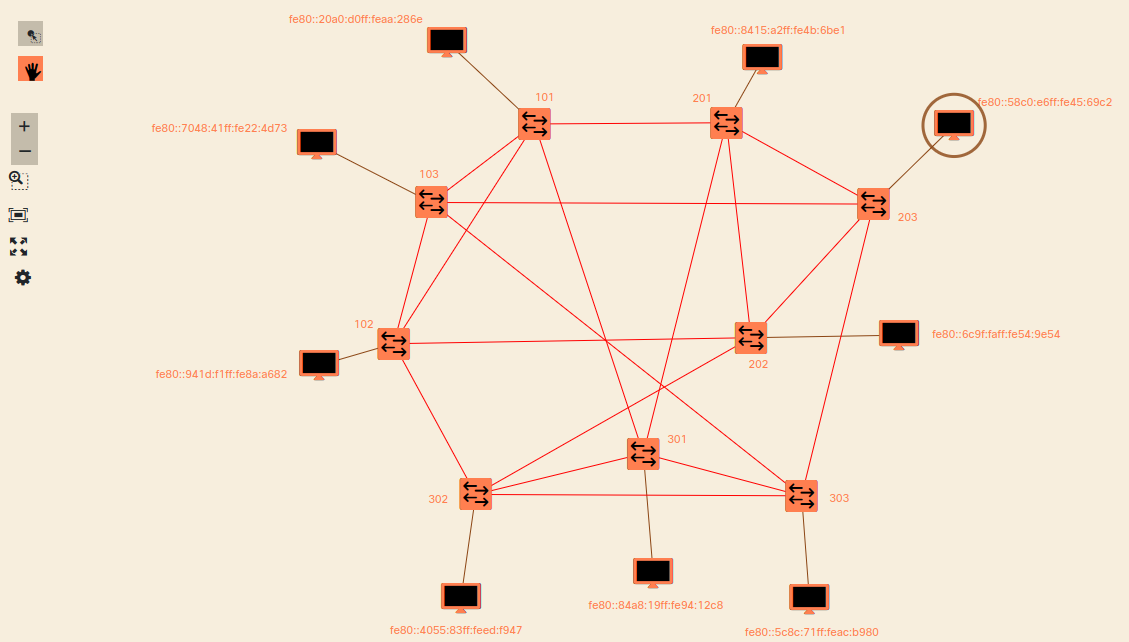 fe80::20a0:d0ff:feaa:286e
fe80::8415:a2ff:fe4b:6be1
101
201
fe80::58c0:e6ff:fe45:69c2
fe80::7048:41ff:fe22:4d73
103
203
102
fe80::6c9f:faff:fe54:9e54
202
fe80::941d:f1ff:fe8a:a682
301
302
303
fe80::84a8:19ff:fe94:12c8
fe80::4055:83ff:feed:f947
fe80::5c8c:71ff:feac:b980